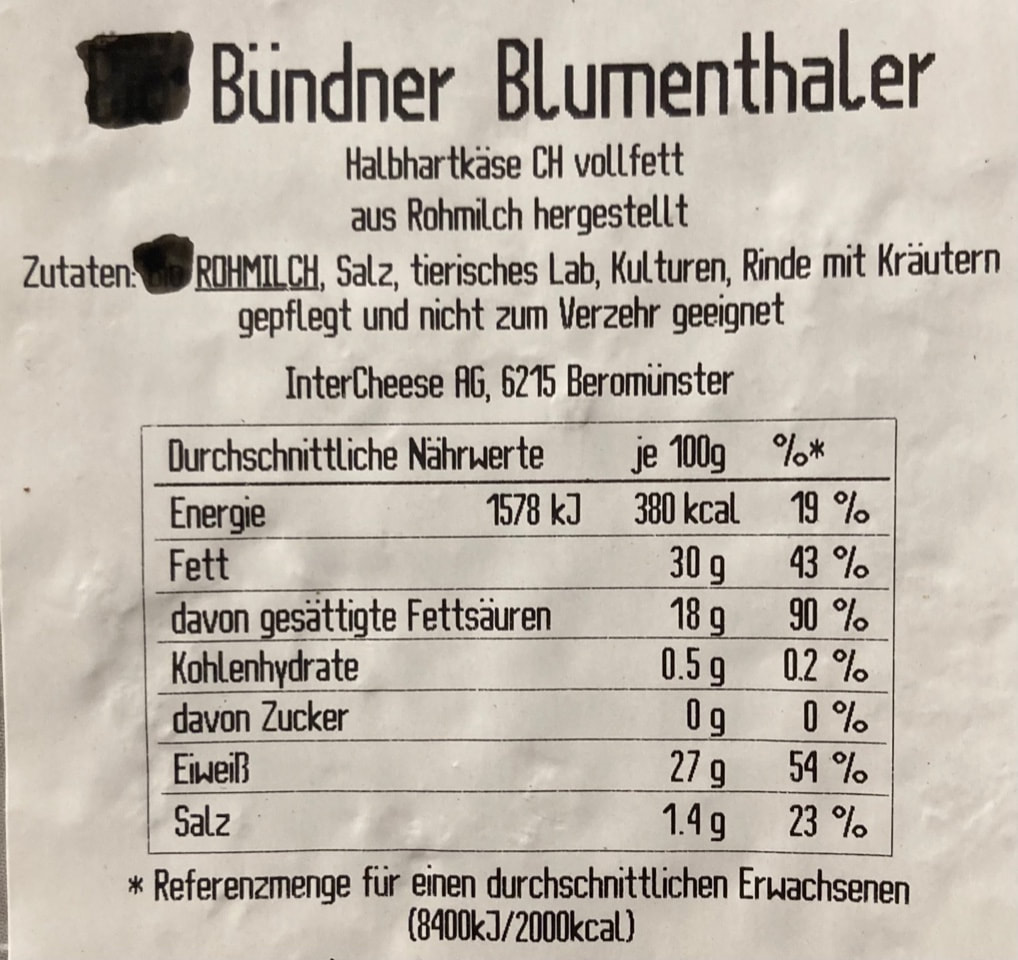 Bündner Blumenthaler
Halbhartkäse CH vollfett
aus Rohmilch hergestellt
Zutaten: ROHMILCH, Salz, tierisches Lab, Kulturen, Rinde mit Kräutern
gepflegt und nicht zum Verzehr geeignet
InterCheese AG, 6215 Beromünster
Durchschnittliche Nährwerte je 100g %*
Energie 1578 kJ 380 kcal 19 %
Fett 30 g 43 %
davon gesättigte Fettsäuren 18 g 90 %
Kohlenhydrate 0.5 g 0.2 %
davon Zucker 0 g 0 %
Eiweiß 27 g 54 %
Salz 1.4 g 23 %
* Referenzmenge für einen durchschnittlichen Erwachsenen
(8400kJ/2000kcal)